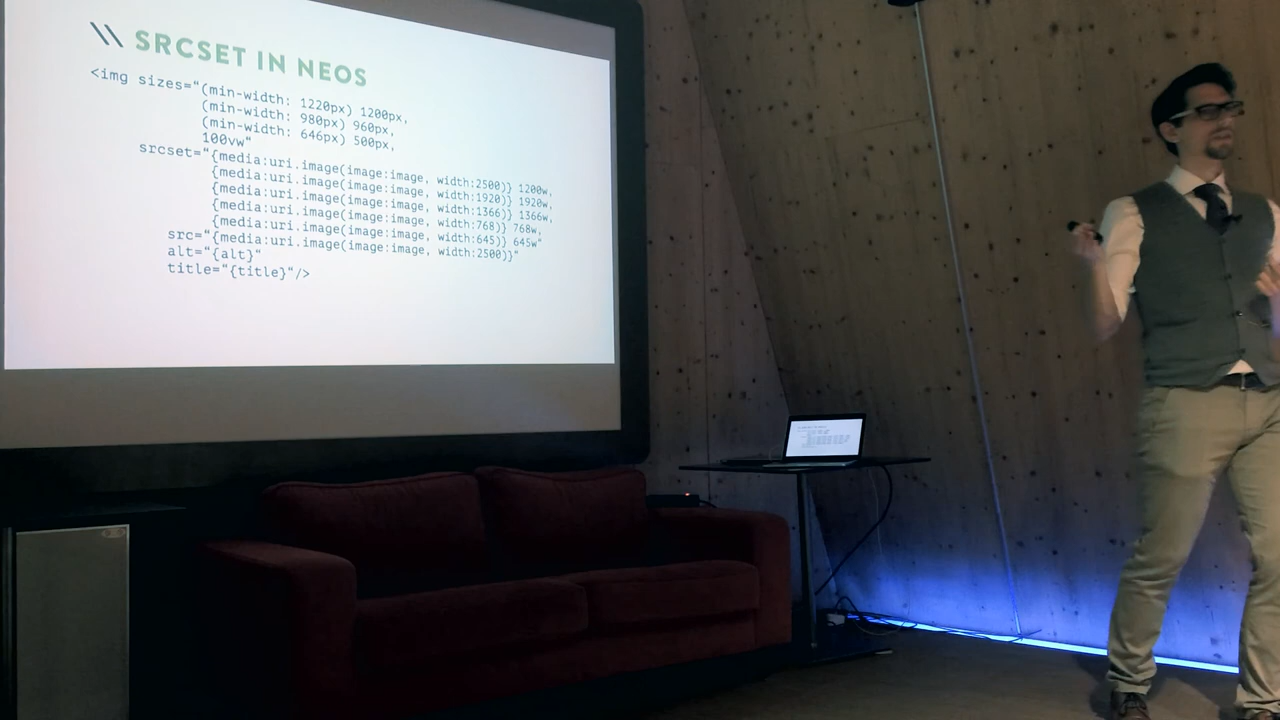 \\ SRCSET IN NEOS
<img sizes="(min-width: 1220px) 1200px,
(min-width: 980px) 960px,
(min-width: 646px) 500px,
100vw"
srcset="{media:uri.image(image:image, width:2500)} 1200w,
{media:uri.image(image:image, width:1920)} 1920w,
{media:uri.image(image:image, width:1366)} 1366w,
{media:uri.image(image:image, width:768)} 768w,
{media:uri.image(image:image, width:645)} 645w"
src="{media:uri.image(image:image, width:2500)}"
alt="{alt}"
title="{title}"/>